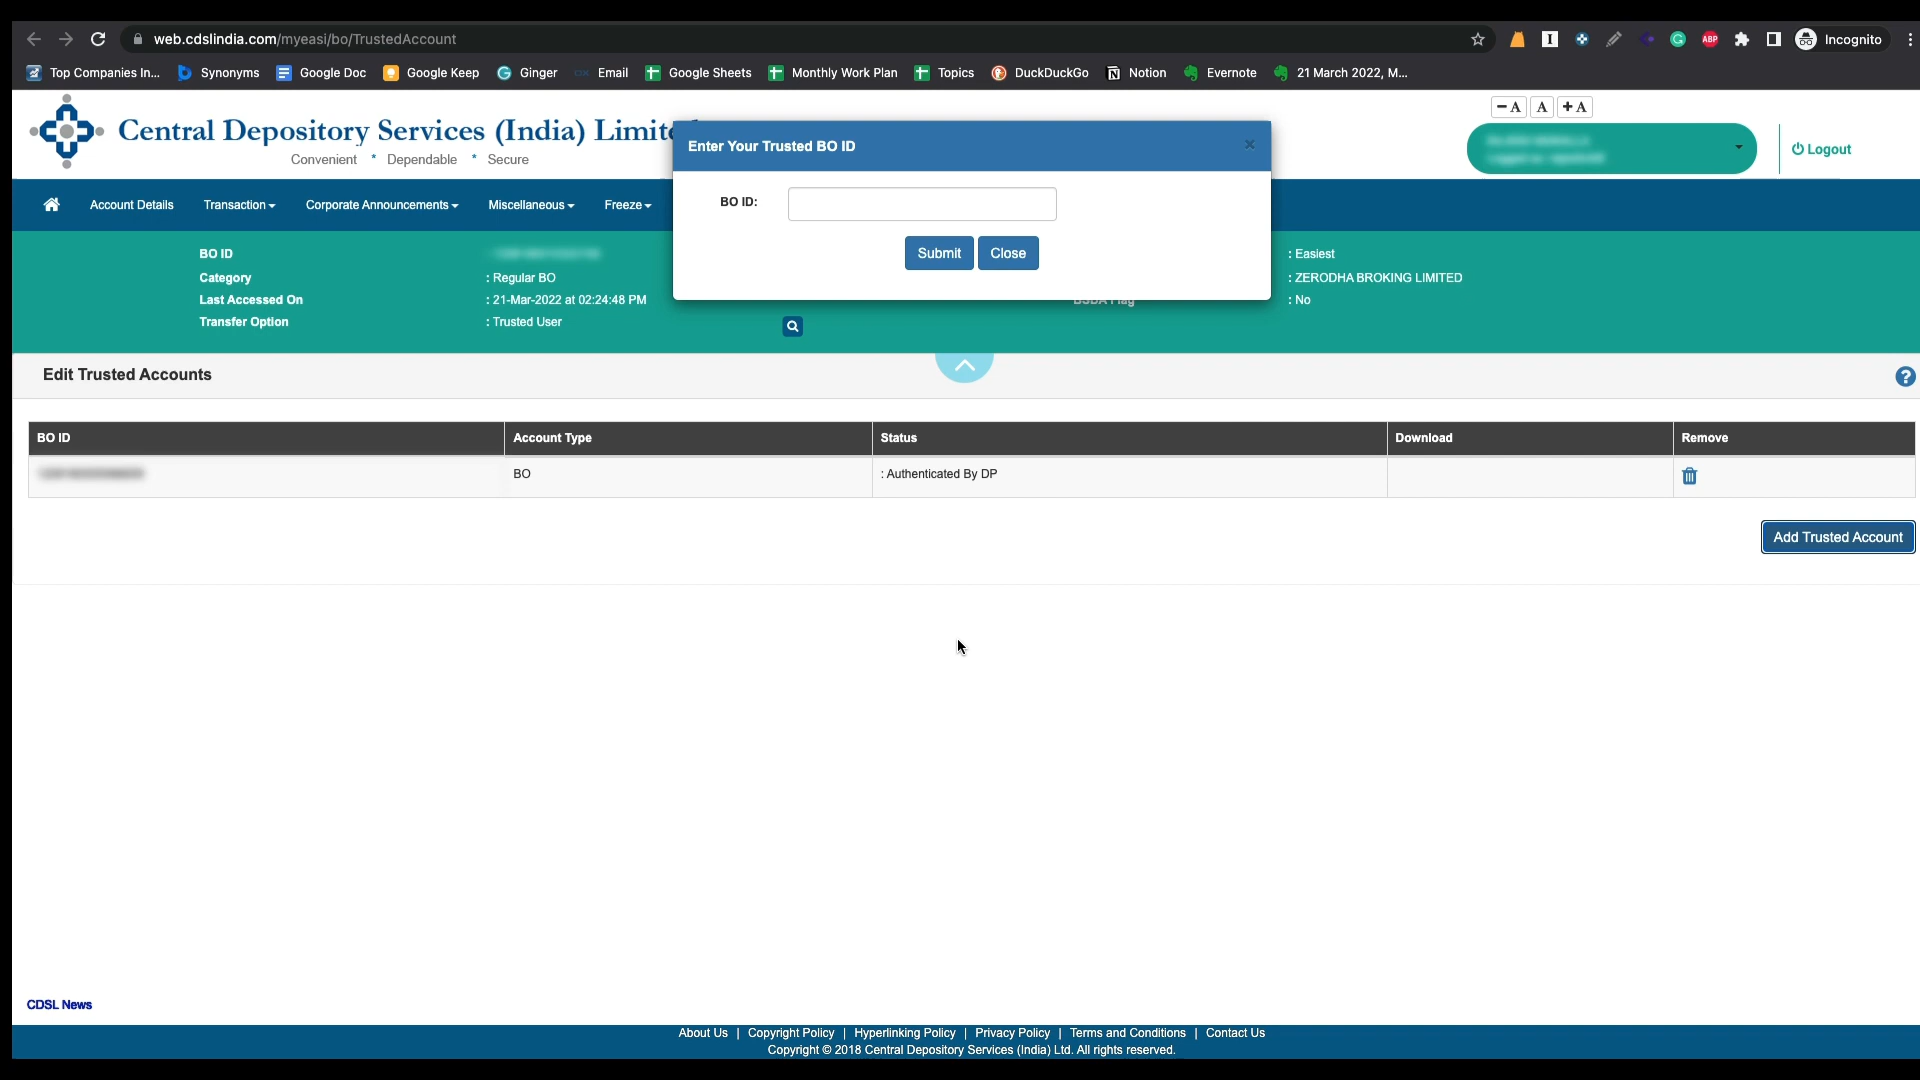 web.cdslindia.com/myeasi/bo/TrustedAccount
ABP
Incognito
Top Companies In... Synonyms Google Doc Google Keep Ginger Email Google Sheets Monthly Work Plan Topics DuckDuckGo Notion Evernote 21 March 2022, M...
- A A + A
Central Depository Services (India) Limite
Convenient * Dependable * Secure
Logout
Enter Your Trusted BO ID ×
BO ID:
Submit Close
Account Details Transaction Corporate Announcements Miscellaneous Freeze
BO ID : Easiest
Category : Regular BO : ZERODHA BROKING LIMITED
Last Accessed On : 21-Mar-2022 at 02:24:48 PM BSDA Flag : No
Transfer Option : Trusted User
Edit Trusted Accounts ?
BO ID Account Type Status Download Remove
BO : Authenticated By DP
Add Trusted Account
CDSL News
About Us | Copyright Policy | Hyperlinking Policy | Privacy Policy | Terms and Conditions | Contact Us
Copyright © 2018 Central Depository Services (India) Ltd. All rights reserved.